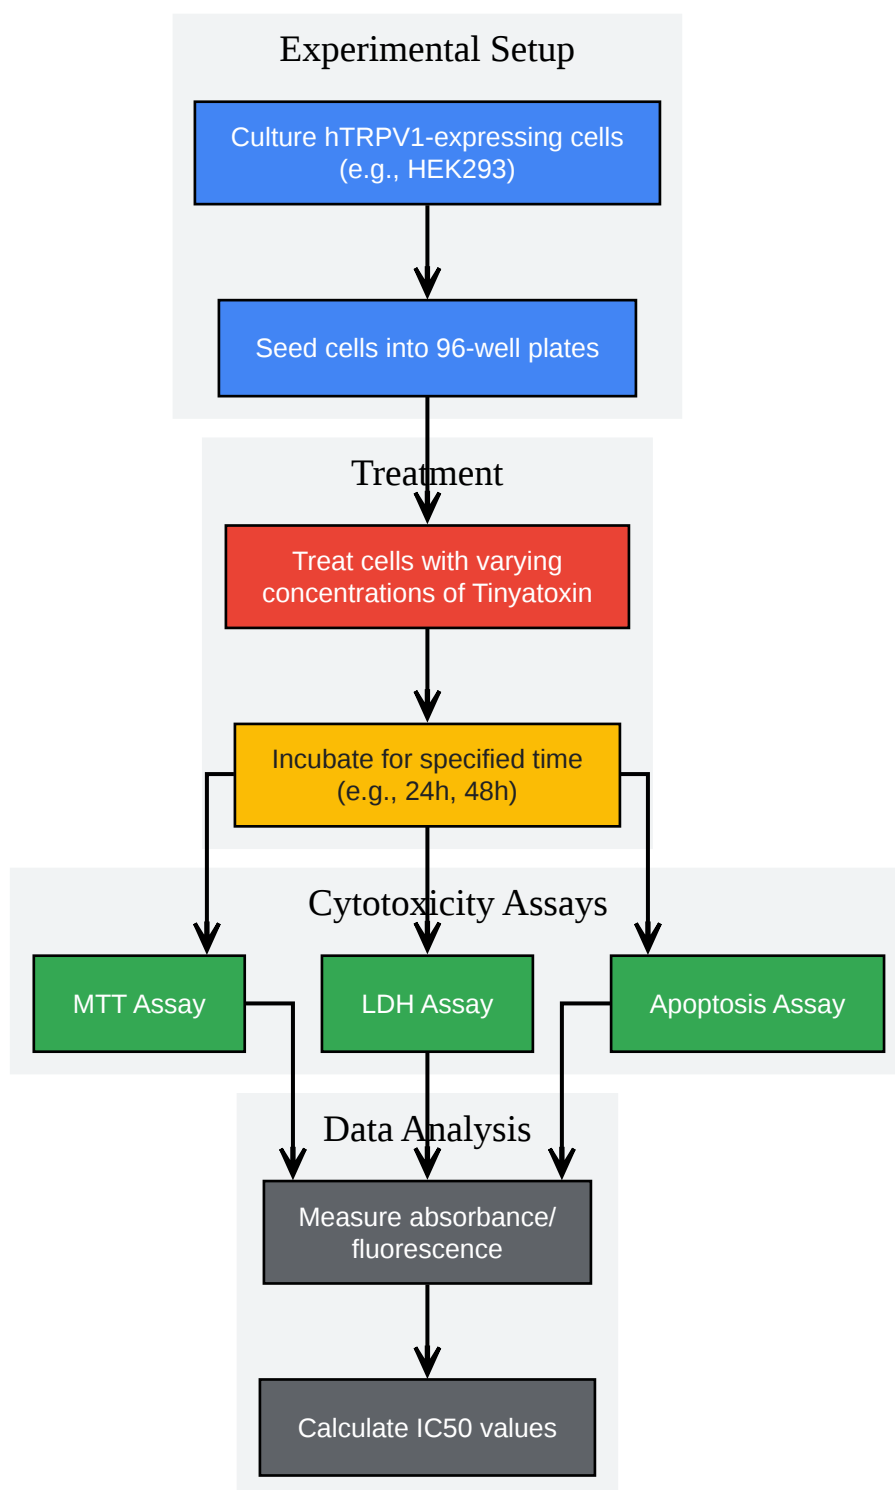 Experimental Setup
Culture hTRPV1-expressing cells
(e.g., HEK293)
Seed cells into 96-well plates
Treatment
Treat cells with varying
concentrations of Tinyatoxin
Incubate for specified time
(e.g., 24h, 48h)
Cytotoxicity Assays
MTT Assay
LDH Assay
Apoptosis Assay
Data Analysis
Measure absorbance/
fluorescence
Calculate IC50 values